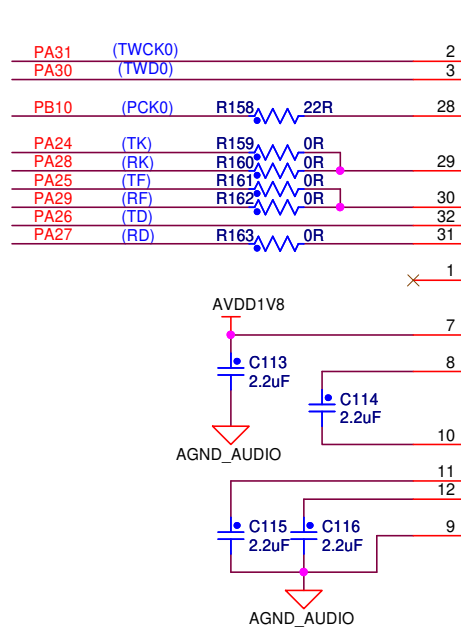 PA31 (TWCK0) 2
PA30 (TWD0) 3
PB10 (PCK0) R158 22R 28
PA24 (TK) R159 0R
PA28 (RK) R160 0R 29
PA25 (TF) R161 0R
PA29 (RF) R162 0R 30
PA26 (TD) 32
PA27 (RD) R163 0R 31
1
AVDD1V8
7
C113 8
2.2uF
C114
2.2uF
10
AGND_AUDIO
11
12
C115 C116 9
2.2uF 2.2uF
AGND_AUDIO